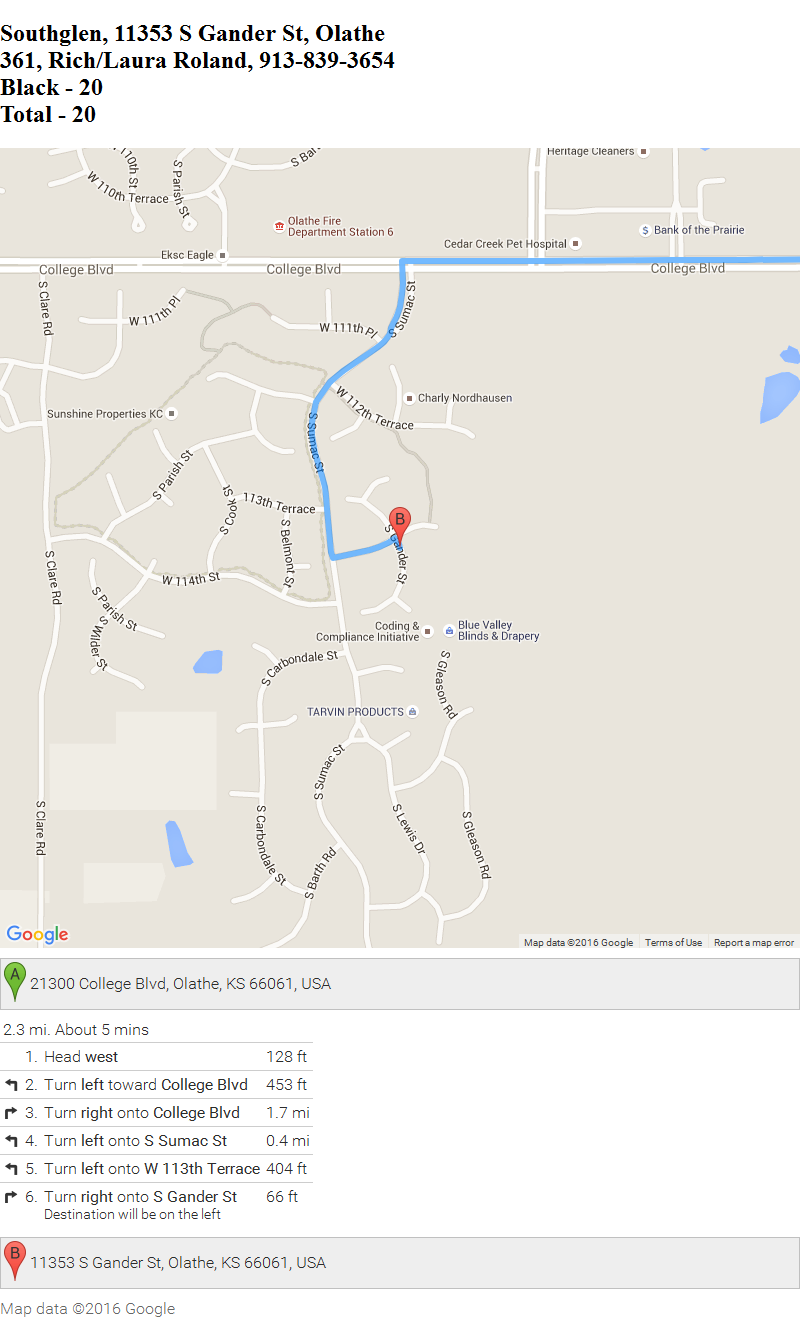 Southglen, 11353 S Gander St, Olathe
361, Rich/Laura Roland, 913-839-3654
Black - 20
Total - 20
W 110th St
S Parish St
S Bar
Heritage Cleaners
W 110th Terrace
Olathe Fire
Department Station 6
Bank of the Prairie
Cedar Creek Pet Hospital
Eksc Eagle
College Blvd
College Blvd
College Blvd
S Clare Rd
S Sumac St
W 111th Pl
W 111th Pl
Charly Nordhausen
W 112th Terrace
Sunshine Properties KC
S Sumac St
S Parish St
S Cook St
113th Terrace
B
S Gander St
S Belmont St
S Clare Rd
W 114th St
S Parish St
S Wilder St
Coding &
Compliance Initiative
Blue Valley
Blinds & Drapery
S Carbondale St
S Gleason Rd
TARVIN PRODUCTS
S Sumac St
S Clare Rd
S Carbondale St
S Lewis Dr
S Gleason Rd
S Barth Rd
Google
Map data ©2016 Google
Terms of Use
Report a map error
A
21300 College Blvd, Olathe, KS 66061, USA
2.3 mi. About 5 mins
1. Head west 128 ft
2. Turn left toward College Blvd 453 ft
3. Turn right onto College Blvd 1.7 mi
4. Turn left onto S Sumac St 0.4 mi
5. Turn left onto W 113th Terrace 404 ft
6. Turn right onto S Gander St 66 ft
Destination will be on the left
B
11353 S Gander St, Olathe, KS 66061, USA
Map data ©2016 Google